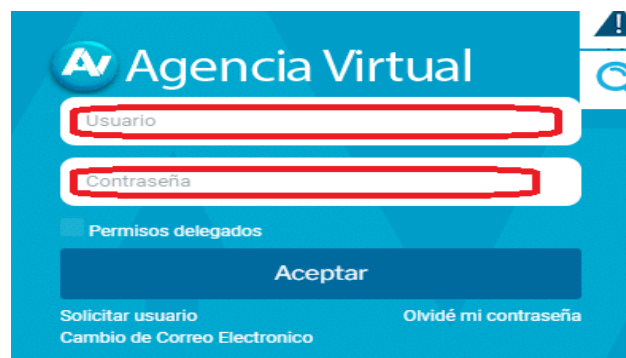 Av Agencia Virtual
Usuario
Contraseña
Permisos delegados
Aceptar
Solicitar usuario
Olvidé mi contraseña
Cambio de Correo Electronico